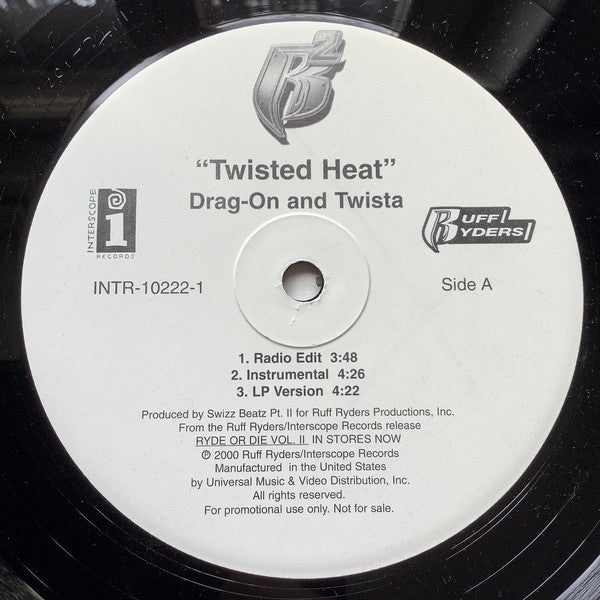 R2
"Twisted Heat"
Drag-On and Twista
INTERSCOPE
RECORDS
RUFF
RYDERS
INTR-10222-1
Side A
1. Radio Edit 3:48
2. Instrumental 4:26
3. LP Version 4:22
Produced by Swizz Beatz Pt. II for Ruff Ryders Productions, Inc.
From the Ruff Ryders/Interscope Records release
RYDE OR DIE VOL. II IN STORES NOW
℗ 2000 Ruff Ryders/Interscope Records
Manufactured in the United States
by Universal Music & Video Distribution, Inc.
All rights reserved.
For promotional use only. Not for sale.